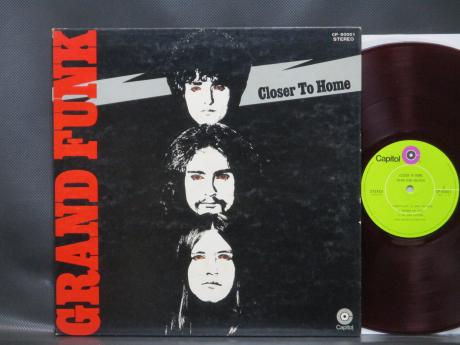 GRAND FUNK
CP-80001
STEREO
Closer To Home
Capitol
Capitol
CLOSER TO HOME
STEREO